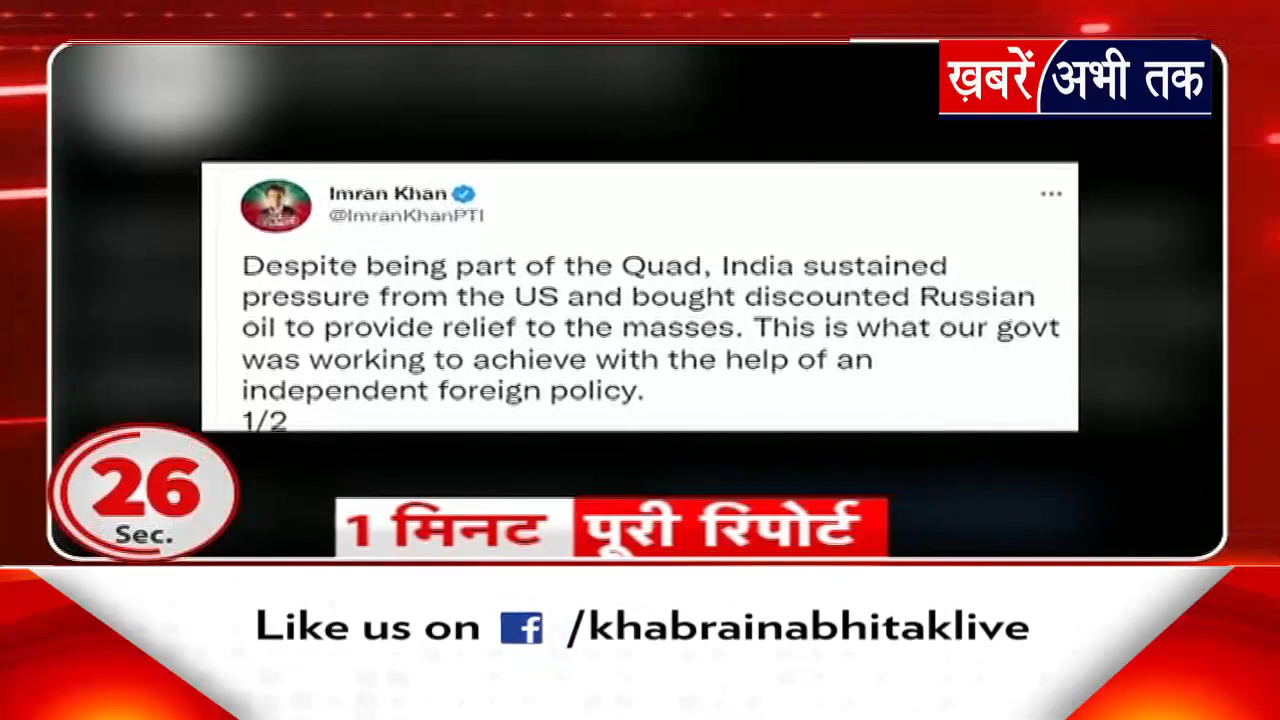 ख़बरें अभी तक
Imran Khan
@ImranKhanPTI
Despite being part of the Quad, India sustained
pressure from the US and bought discounted Russian
oil to provide relief to the masses. This is what our govt
was working to achieve with the help of an
independent foreign policy.
1/2
26
Sec.
1 मिनट पूरी रिपोर्ट
Like us on f /khabrainabhitaklive